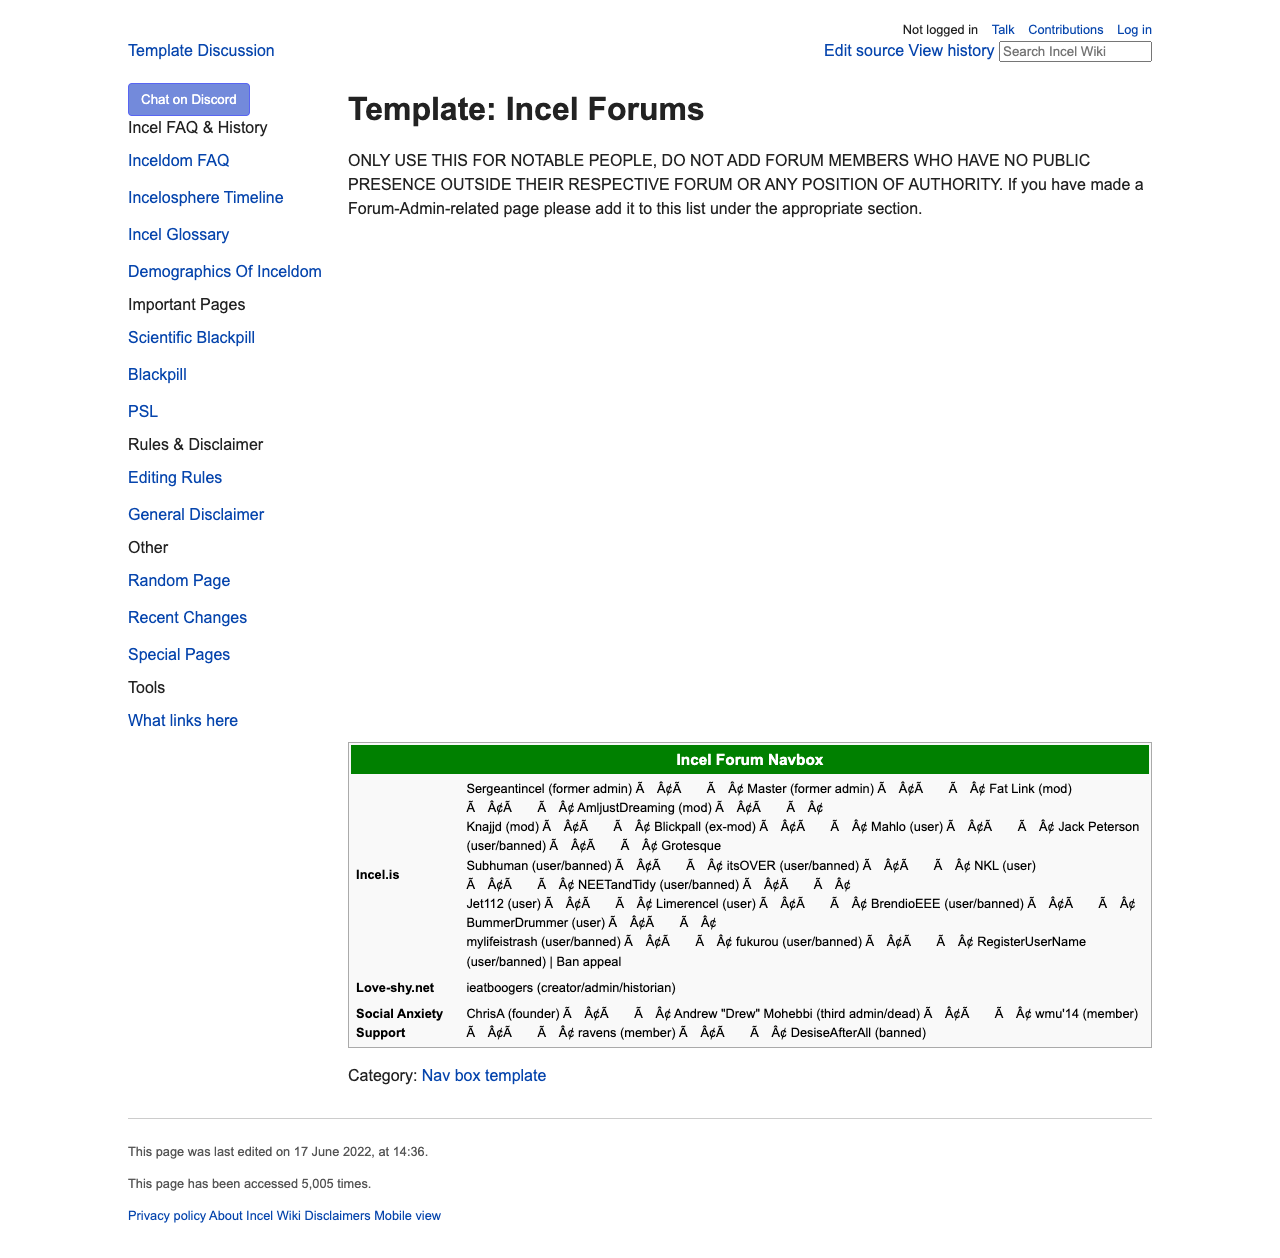 Not logged in Talk Contributions Log in
Template Discussion
Edit source View history Search Incel Wiki
Chat on Discord
Incel FAQ & History
Inceldom FAQ
Incelosphere Timeline
Incel Glossary
Demographics Of Inceldom
Important Pages
Scientific Blackpill
Blackpill
PSL
Rules & Disclaimer
Editing Rules
General Disclaimer
Other
Random Page
Recent Changes
Special Pages
Tools
What links here
Template: Incel Forums
ONLY USE THIS FOR NOTABLE PEOPLE, DO NOT ADD FORUM MEMBERS WHO HAVE NO PUBLIC
PRESENCE OUTSIDE THEIR RESPECTIVE FORUM OR ANY POSITION OF AUTHORITY. If you have made a
Forum-Admin-related page please add it to this list under the appropriate section.
Incel Forum Navbox
Incel.is
Sergeantincel (former admin) Ã Â¢Ã Ã Â¢ Master (former admin) Ã Â¢Ã Ã Â¢ Fat Link (mod)
Ã Â¢Ã Ã Â¢ AmljustDreaming (mod) Ã Â¢Ã Ã Â¢
Knajjd (mod) Ã Â¢Ã Ã Â¢ Blickpall (ex-mod) Ã Â¢Ã Ã Â¢ Mahlo (user) Ã Â¢Ã Ã Â¢ Jack Peterson
(user/banned) Ã Â¢Ã Ã Â¢ Grotesque
Subhuman (user/banned) Ã Â¢Ã Ã Â¢ itsOVER (user/banned) Ã Â¢Ã Ã Â¢ NKL (user)
Ã Â¢Ã Ã Â¢ NEETandTidy (user/banned) Ã Â¢Ã Ã Â¢
Jet112 (user) Ã Â¢Ã Ã Â¢ Limerencel (user) Ã Â¢Ã Ã Â¢ BrendioEEE (user/banned) Ã Â¢Ã Ã Â¢
BummerDrummer (user) Ã Â¢Ã Ã Â¢
mylifeistrash (user/banned) Ã Â¢Ã Ã Â¢ fukurou (user/banned) Ã Â¢Ã Ã Â¢ RegisterUserName
(user/banned) | Ban appeal
Love-shy.net
ieatboogers (creator/admin/historian)
Social Anxiety
Support
ChrisA (founder) Ã Â¢Ã Ã Â¢ Andrew "Drew" Mohebbi (third admin/dead) Ã Â¢Ã Ã Â¢ wmu'14 (member)
Ã Â¢Ã Ã Â¢ ravens (member) Ã Â¢Ã Ã Â¢ DesiseAfterAll (banned)
Category: Nav box template
This page was last edited on 17 June 2022, at 14:36.
This page has been accessed 5,005 times.
Privacy policy About Incel Wiki Disclaimers Mobile view